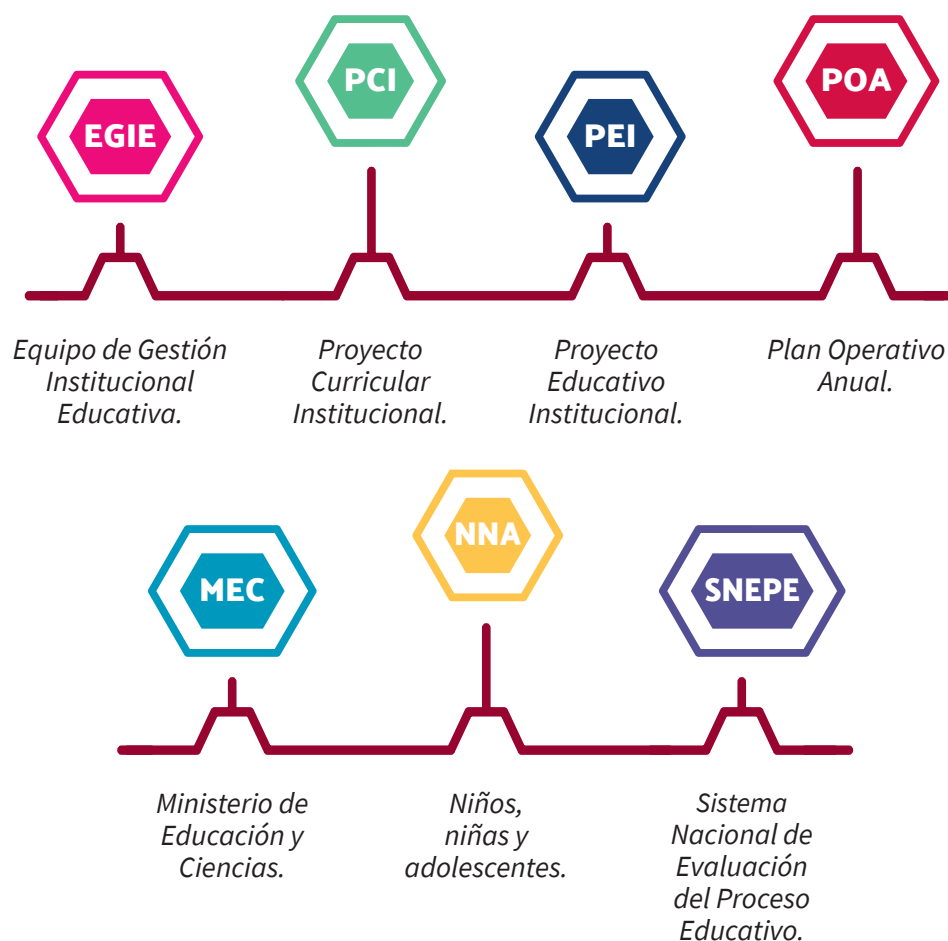 EGIE
PCI
PEI
POA
Equipo de Gestión
Institucional
Educativa.
Proyecto
Curricular
Institucional.
Proyecto
Educativo
Institucional.
Plan Operativo
Anual.
MEC
NNA
SNEPE
Ministerio de
Educación y
Ciencias.
Niños,
niñas y
adolescentes.
Sistema
Nacional de
Evaluación
del Proceso
Educativo.